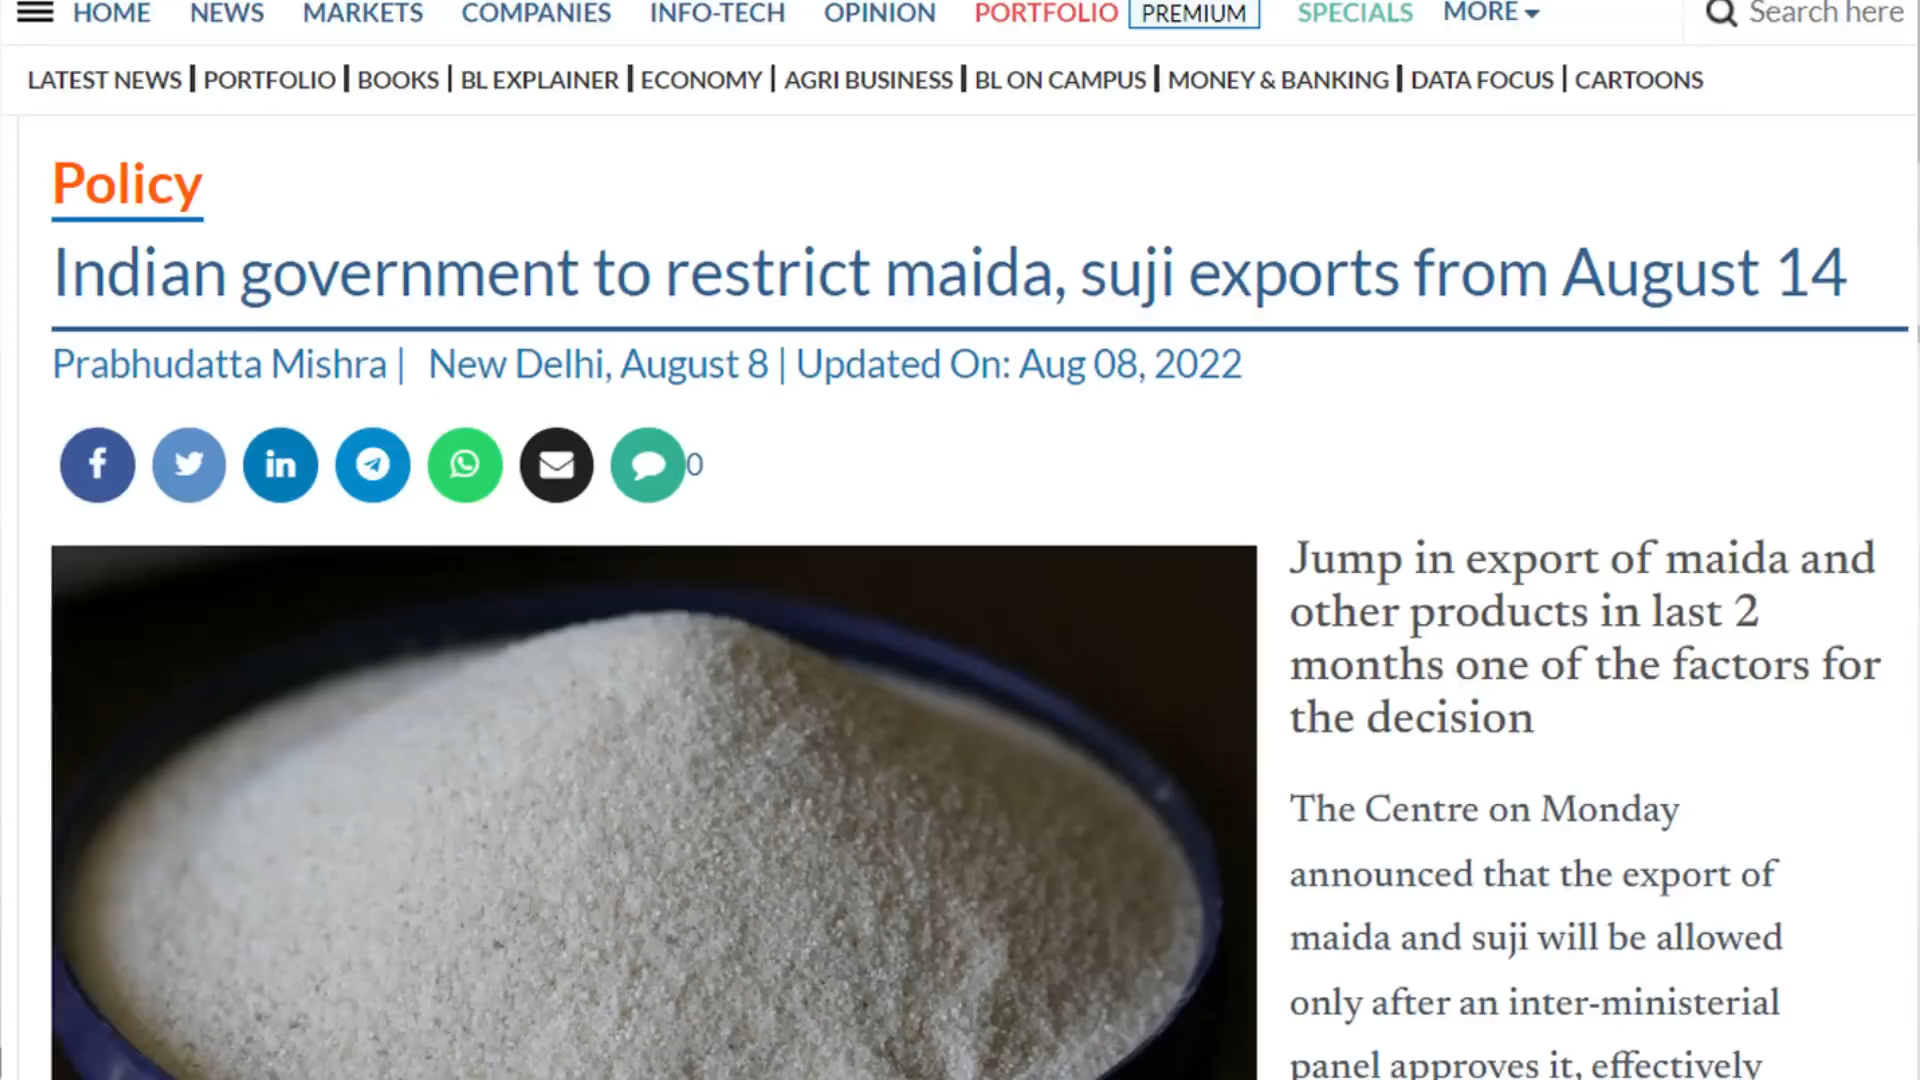 HOME NEWS MARKETS COMPANIES INFO-TECH OPINION PORTFOLIO PREMIUM SPECIALS MORE Search here
LATEST NEWS | PORTFOLIO | BOOKS | BL EXPLAINER | ECONOMY | AGRI BUSINESS | BL ON CAMPUS | MONEY & BANKING | DATA FOCUS | CARTOONS
Policy
Indian government to restrict maida, suji exports from August 14
Prabhudatta Mishra | New Delhi, August 8 | Updated On: Aug 08, 2022
0
Jump in export of maida and
other products in last 2
months one of the factors for
the decision
The Centre on Monday
announced that the export of
maida and suji will be allowed
only after an inter-ministerial
panel approves it, effectively